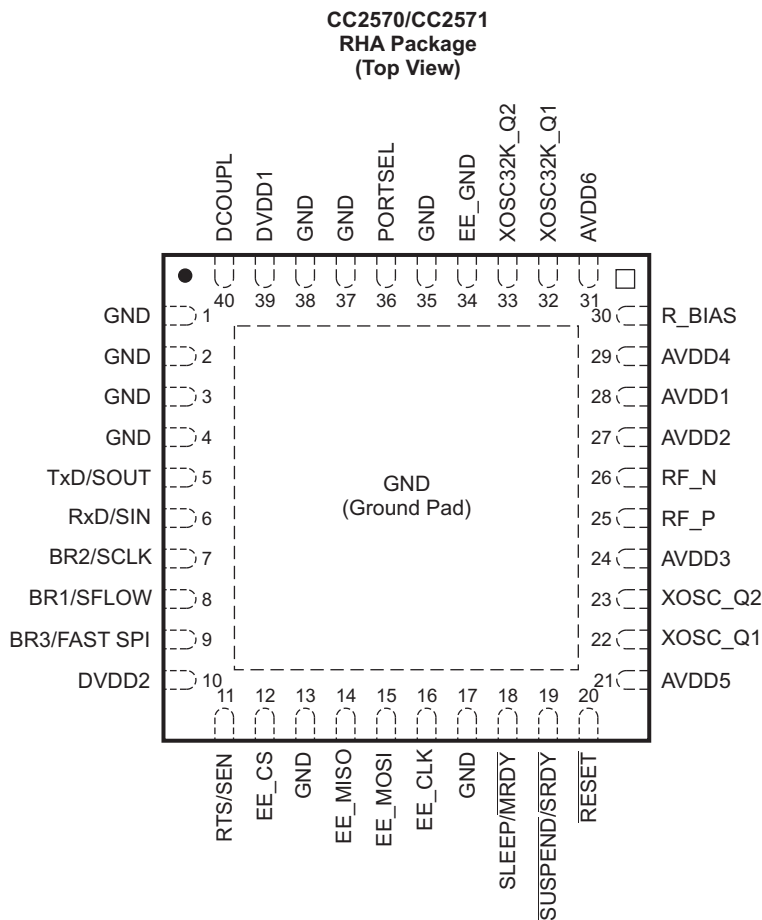 CC2570/CC2571
RHA Package
(Top View)
DCOUPL
DVDD1
GND
GND
PORTSEL
GND
EE_GND
XOSC32K_Q2
XOSC32K_Q1
AVDD6
40 39 38 37 36 35 34 33 32 31
GND 1
GND 2
GND 3
GND 4
TxD/SOUT 5
RxD/SIN 6
BR2/SCLK 7
BR1/SFLOW 8
BR3/FAST SPI 9
DVDD2 10
GND
(Ground Pad)
30 R_BIAS
29 AVDD4
28 AVDD1
27 AVDD2
26 RF_N
25 RF_P
24 AVDD3
23 XOSC_Q2
22 XOSC_Q1
21 AVDD5
11 12 13 14 15 16 17 18 19 20
RTS/SEN
EE_CS
GND
EE_MISO
EE_MOSI
EE_CLK
GND
SLEEP/MRDY
SUSPEND/SRDY
RESET